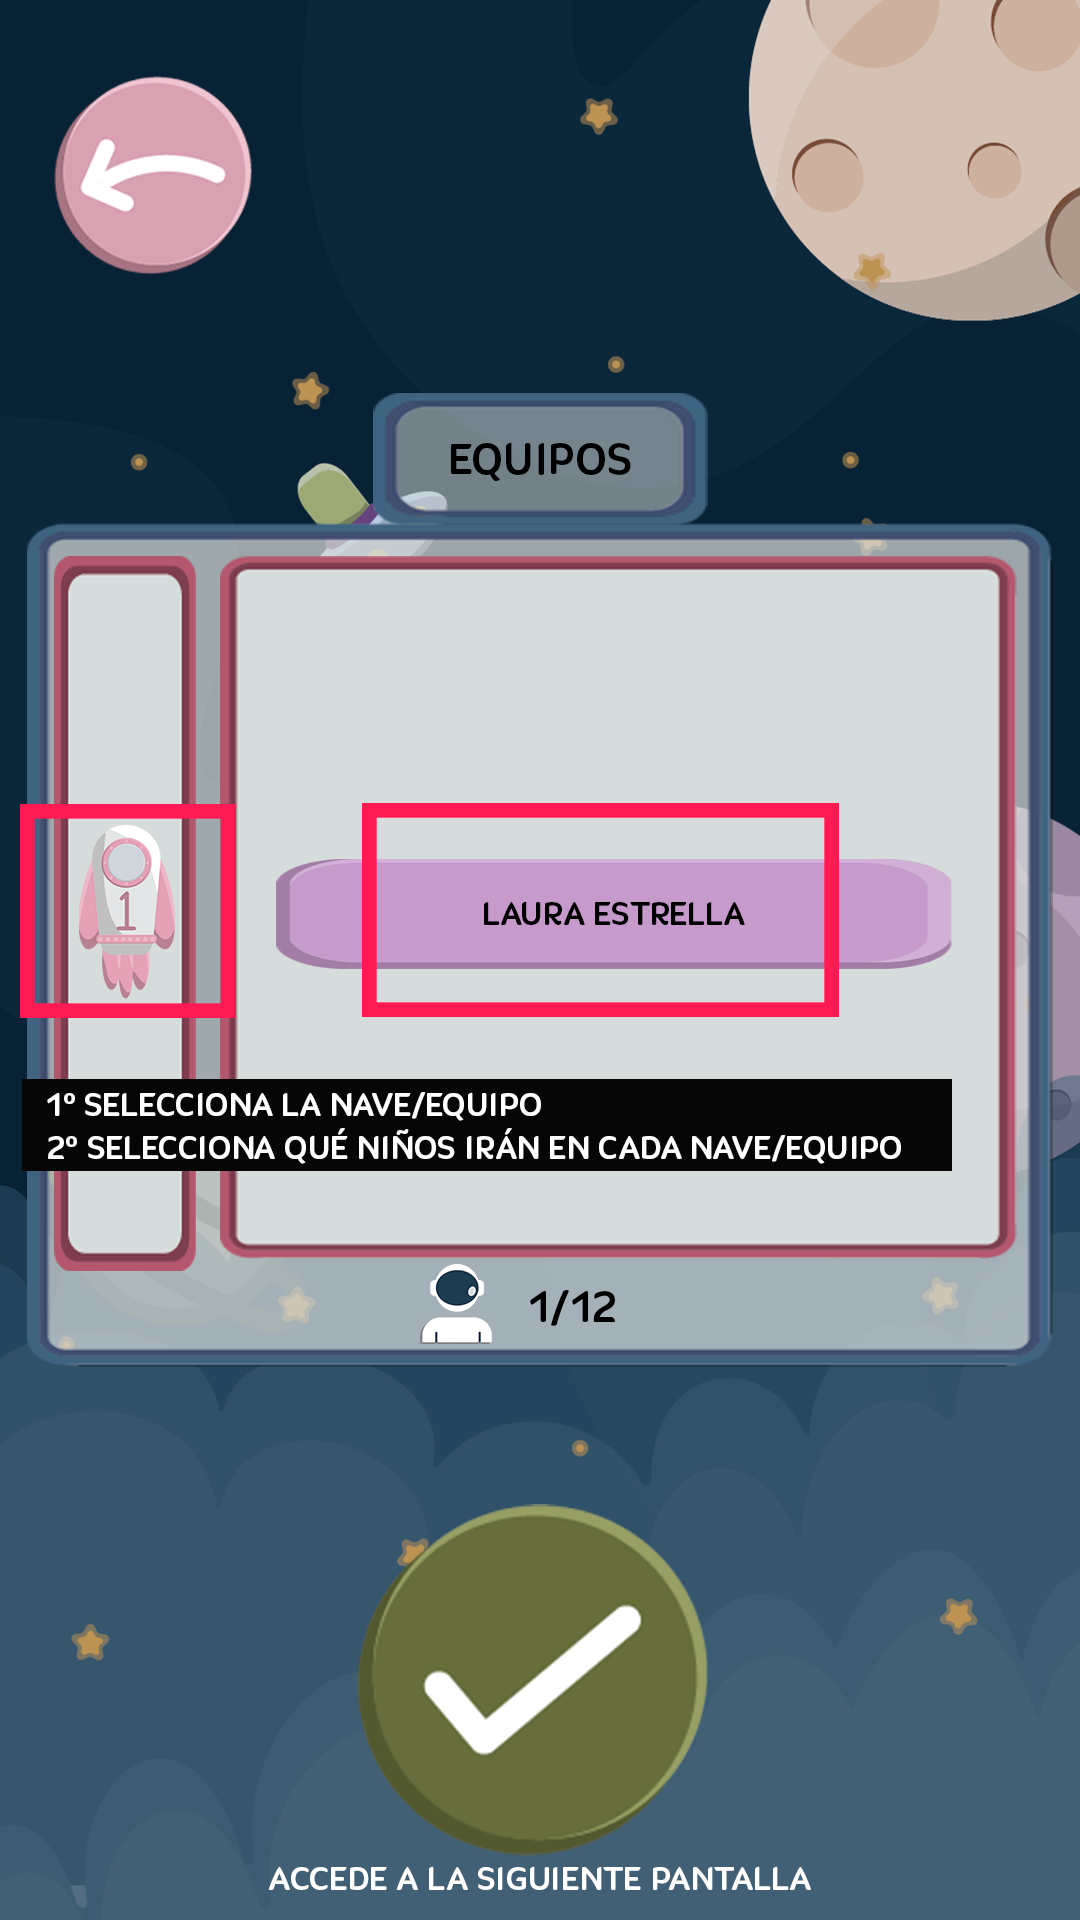 EQUIPOS
1
LAURA ESTRELLA
1º SELECCIONA LA NAVE/EQUIPO
2º SELECCIONA QUÉ NIÑOS IRÁN EN CADA NAVE/EQUIPO
1/12
ACCEDE A LA SIGUIENTE PANTALLA